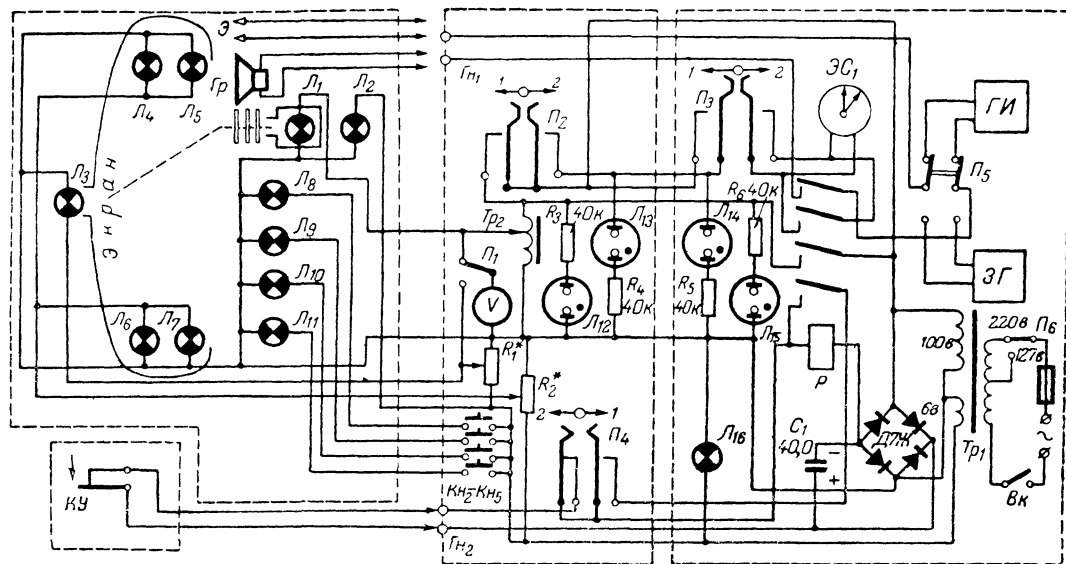 Э
Гр
Л1
Л2
Л4
Л5
Гн1
1
2
П2
1
2
П3
ЭС1
ГИ
П5
ЗГ
Л3
Экран
Л8
Л9
Л10
Л11
Л6
Л7
Тр2
П1
V
R3
40к
Л13
Л12
R4
40к
Л14
R6 40к
R5
40к
Л15
R1*
R2*
2
1
П4
Кн2-Кн5
Л16
Р
С1
40,0
−
+
Д7Ж
100в
6в
Тр1
220в
127в
П6
~
Вк
КУ
Гн2